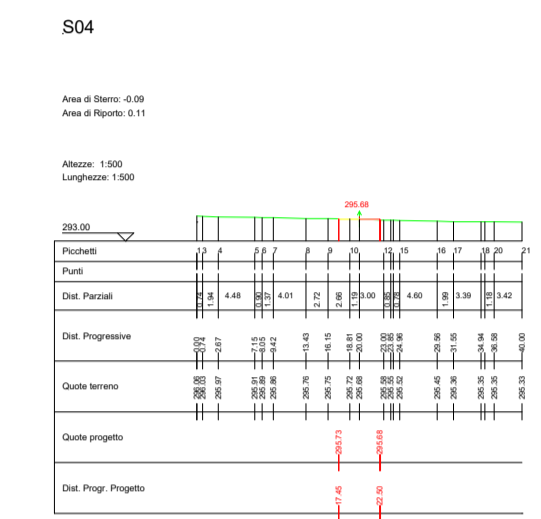 S04
Area di Sterro: -0.09
Area di Riporto: 0.11
Altezze: 1:500
Lunghezze: 1:500
295.68
293.00
Picchetti 1 3 4 5 6 7 8 9 10 12 15 16 17 18 20 21
Punti
Dist. Parziali 0.74 1.94 4.48 0.90 1.37 4.01 2.72 2.66 1.19 3.00 0.85 0.78 4.60 1.99 3.39 1.18 3.42
Dist. Progressive 0.00 0.74 2.67 7.15 8.05 9.42 13.43 16.15 18.81 20.00 23.00 23.85 24.96 29.56 31.55 34.94 36.58 40.00
Quote terreno 296.06 296.03 295.97 295.91 295.89 295.86 295.76 295.75 295.72 295.68 295.58 295.55 295.52 295.45 295.36 295.35 295.35 295.33
Quote progetto 295.73 295.68
Dist. Progr. Progetto 17.45 22.50